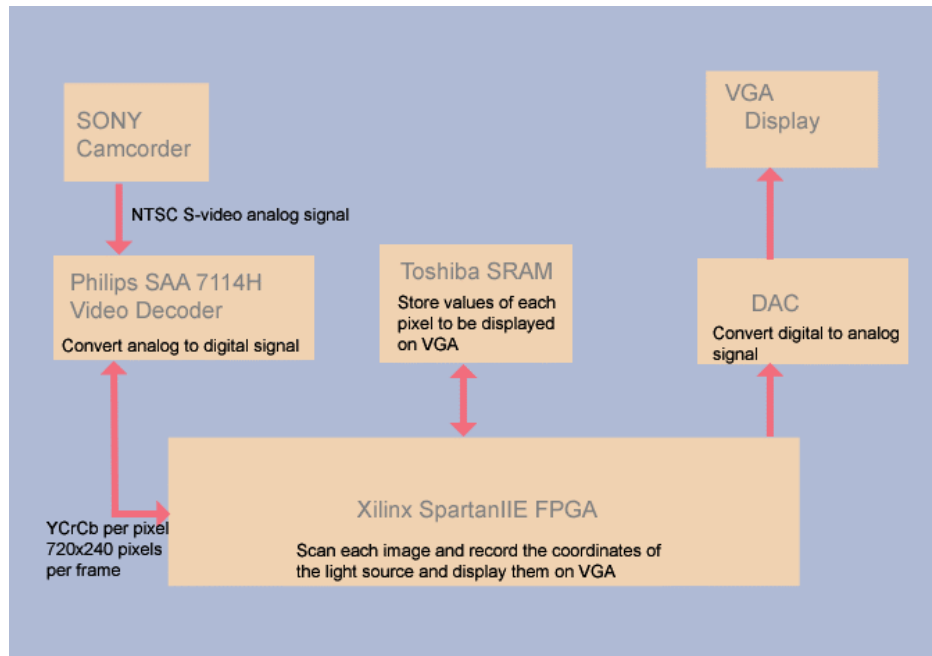 SONY
Camcorder
VGA
Display
NTSC S-video analog signal
Philips SAA 7114H
Video Decoder
Convert analog to digital signal
Toshiba SRAM
Store values of each
pixel to be displayed
on VGA
DAC
Convert digital to analog
signal
YCrCb per pixel
720x240 pixels
per frame
Xilinx SpartanIIE FPGA
Scan each image and record the coordinates of
the light source and display them on VGA